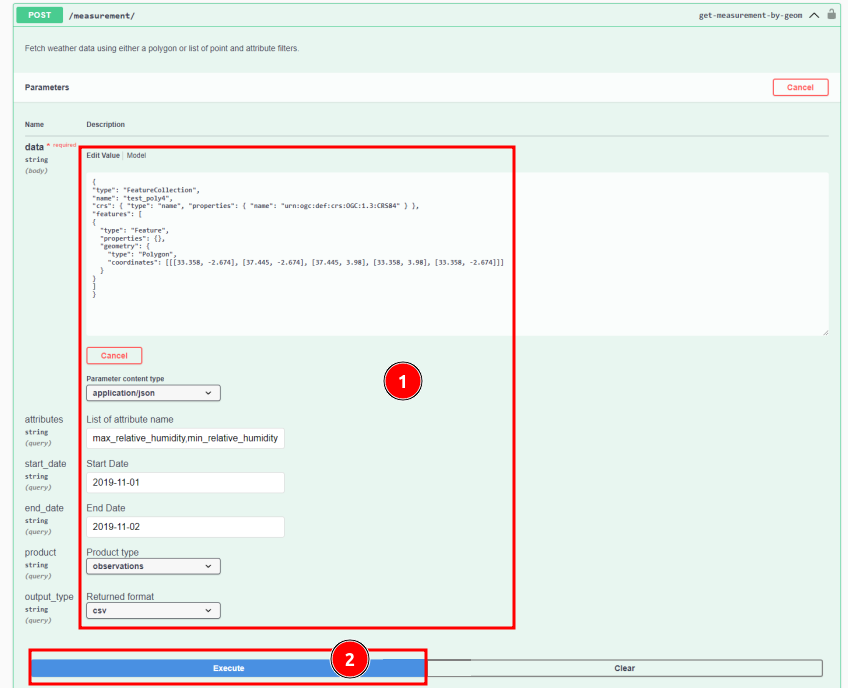 POST /measurement/ get-measurement-by-geom
Fetch weather data using either a polygon or list of point and attribute filters.
Parameters Cancel
Name Description
data * required
string
(body)
Edit Value | Model
{
"type": "FeatureCollection",
"name": "test_poly4",
"crs": { "type": "name", "properties": { "name": "urn:ogc:def:crs:OGC:1.3:CRS84" } },
"features": [
{
"type": "Feature",
"properties": {},
"geometry": {
"type": "Polygon",
"coordinates": [[[33.358, -2.674], [37.445, -2.674], [37.445, 3.98], [33.358, 3.98], [33.358, -2.674]]]
}
}
]
}
Cancel
1
Parameter content type
application/json
attributes List of attribute name
string
(query)
max_relative_humidity,min_relative_humidity
start_date Start Date
string
(query)
2019-11-01
end_date End Date
string
(query)
2019-11-02
product Product type
string
(query)
observations
output_type Returned format
string
(query)
csv
2
Execute Clear